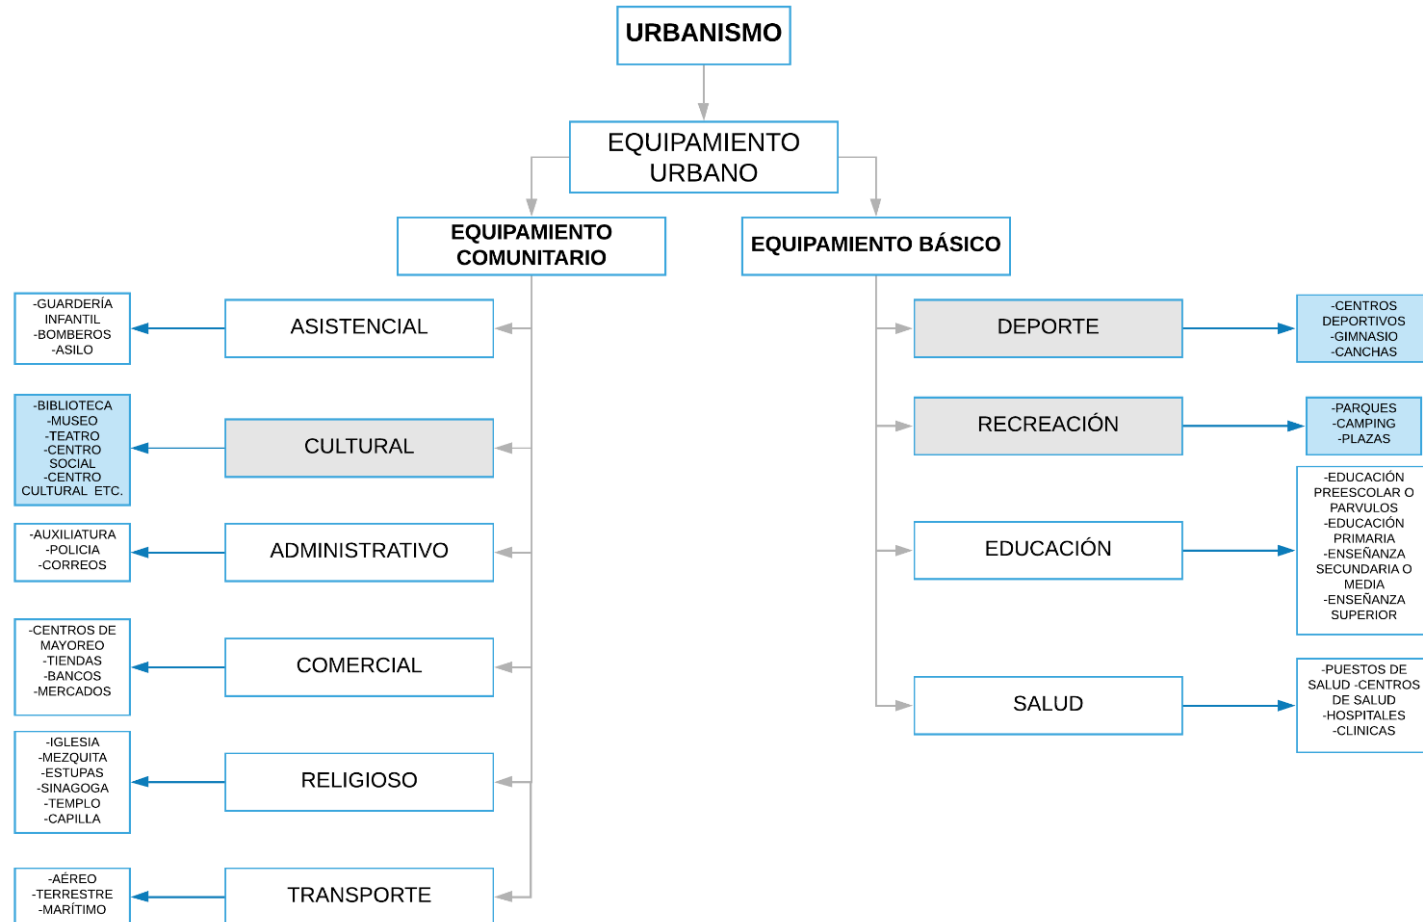 URBANISMO
EQUIPAMIENTO
URBANO
EQUIPAMIENTO
COMUNITARIO
EQUIPAMIENTO BÁSICO
-GUARDERÍA
INFANTIL
-BOMBEROS
-ASILO
ASISTENCIAL
-BIBLIOTECA
-MUSEO
-TEATRO
-CENTRO
SOCIAL
-CENTRO
CULTURAL ETC.
CULTURAL
-AUXILIATURA
-POLICIA
-CORREOS
ADMINISTRATIVO
-CENTROS DE
MAYOREO
-TIENDAS
-BANCOS
-MERCADOS
COMERCIAL
-IGLESIA
-MEZQUITA
-ESTUPAS
-SINAGOGA
-TEMPLO
-CAPILLA
RELIGIOSO
-AÉREO
-TERRESTRE
-MARÍTIMO
TRANSPORTE
DEPORTE
-CENTROS
DEPORTIVOS
-GIMNASIO
-CANCHAS
RECREACIÓN
-PARQUES
-CAMPING
-PLAZAS
EDUCACIÓN
-EDUCACIÓN
PREESCOLAR O
PARVULOS
-EDUCACIÓN
PRIMARIA
-ENSEÑANZA
SECUNDARIA O
MEDIA
-ENSEÑANZA
SUPERIOR
SALUD
-PUESTOS DE
SALUD -CENTROS
DE SALUD
-HOSPITALES
-CLINICAS